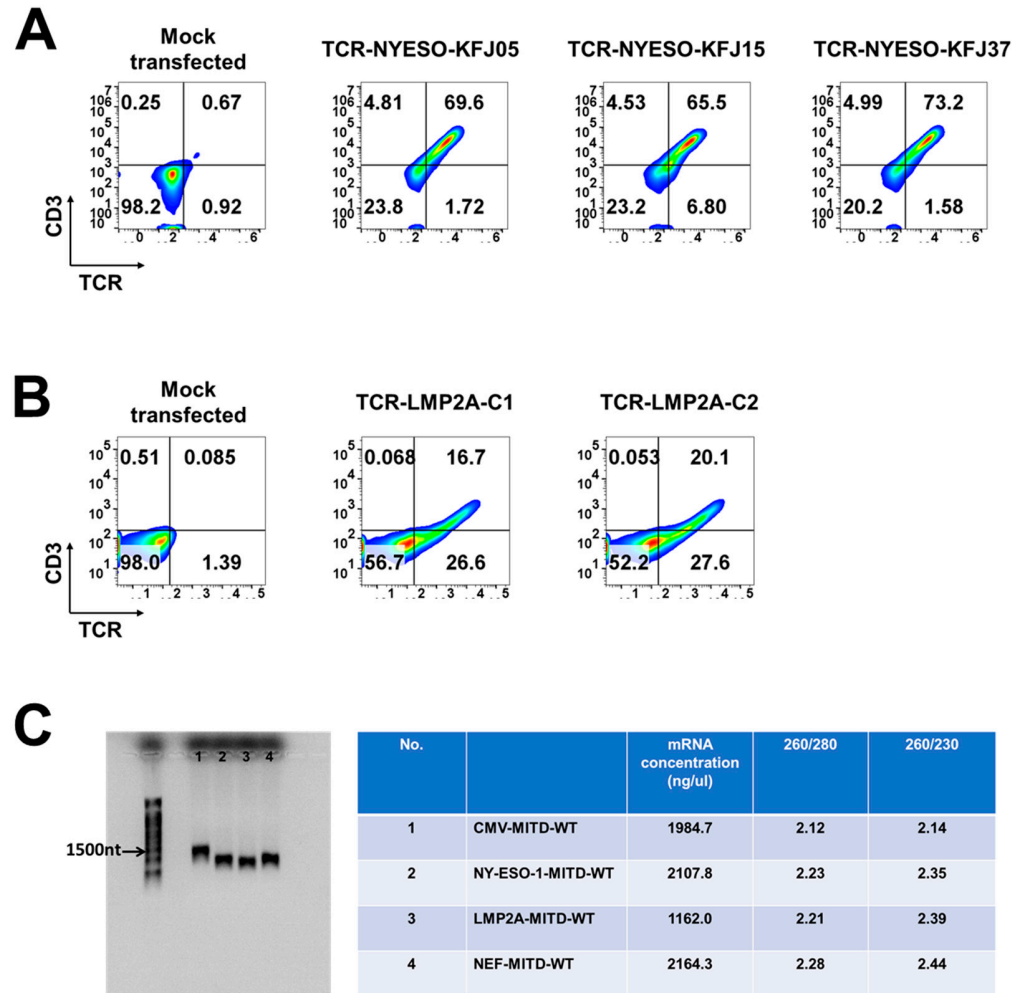 A
Mock
transfected
TCR-NYESO-KFJ05
TCR-NYESO-KFJ15
TCR-NYESO-KFJ37
0.25 0.67
98.2 0.92
4.81 69.6
23.8 1.72
4.53 65.5
23.2 6.80
4.99 73.2
20.2 1.58
CD3
TCR
B
Mock
transfected
TCR-LMP2A-C1
TCR-LMP2A-C2
0.51 0.085
98.0 1.39
0.068 16.7
56.7 26.6
0.053 20.1
52.2 27.6
CD3
TCR
C
1 2 3 4
1500nt
No. mRNA concentration (ng/ul) 260/280 260/230
1 CMV-MITD-WT 1984.7 2.12 2.14
2 NY-ESO-1-MITD-WT 2107.8 2.23 2.35
3 LMP2A-MITD-WT 1162.0 2.21 2.39
4 NEF-MITD-WT 2164.3 2.28 2.44